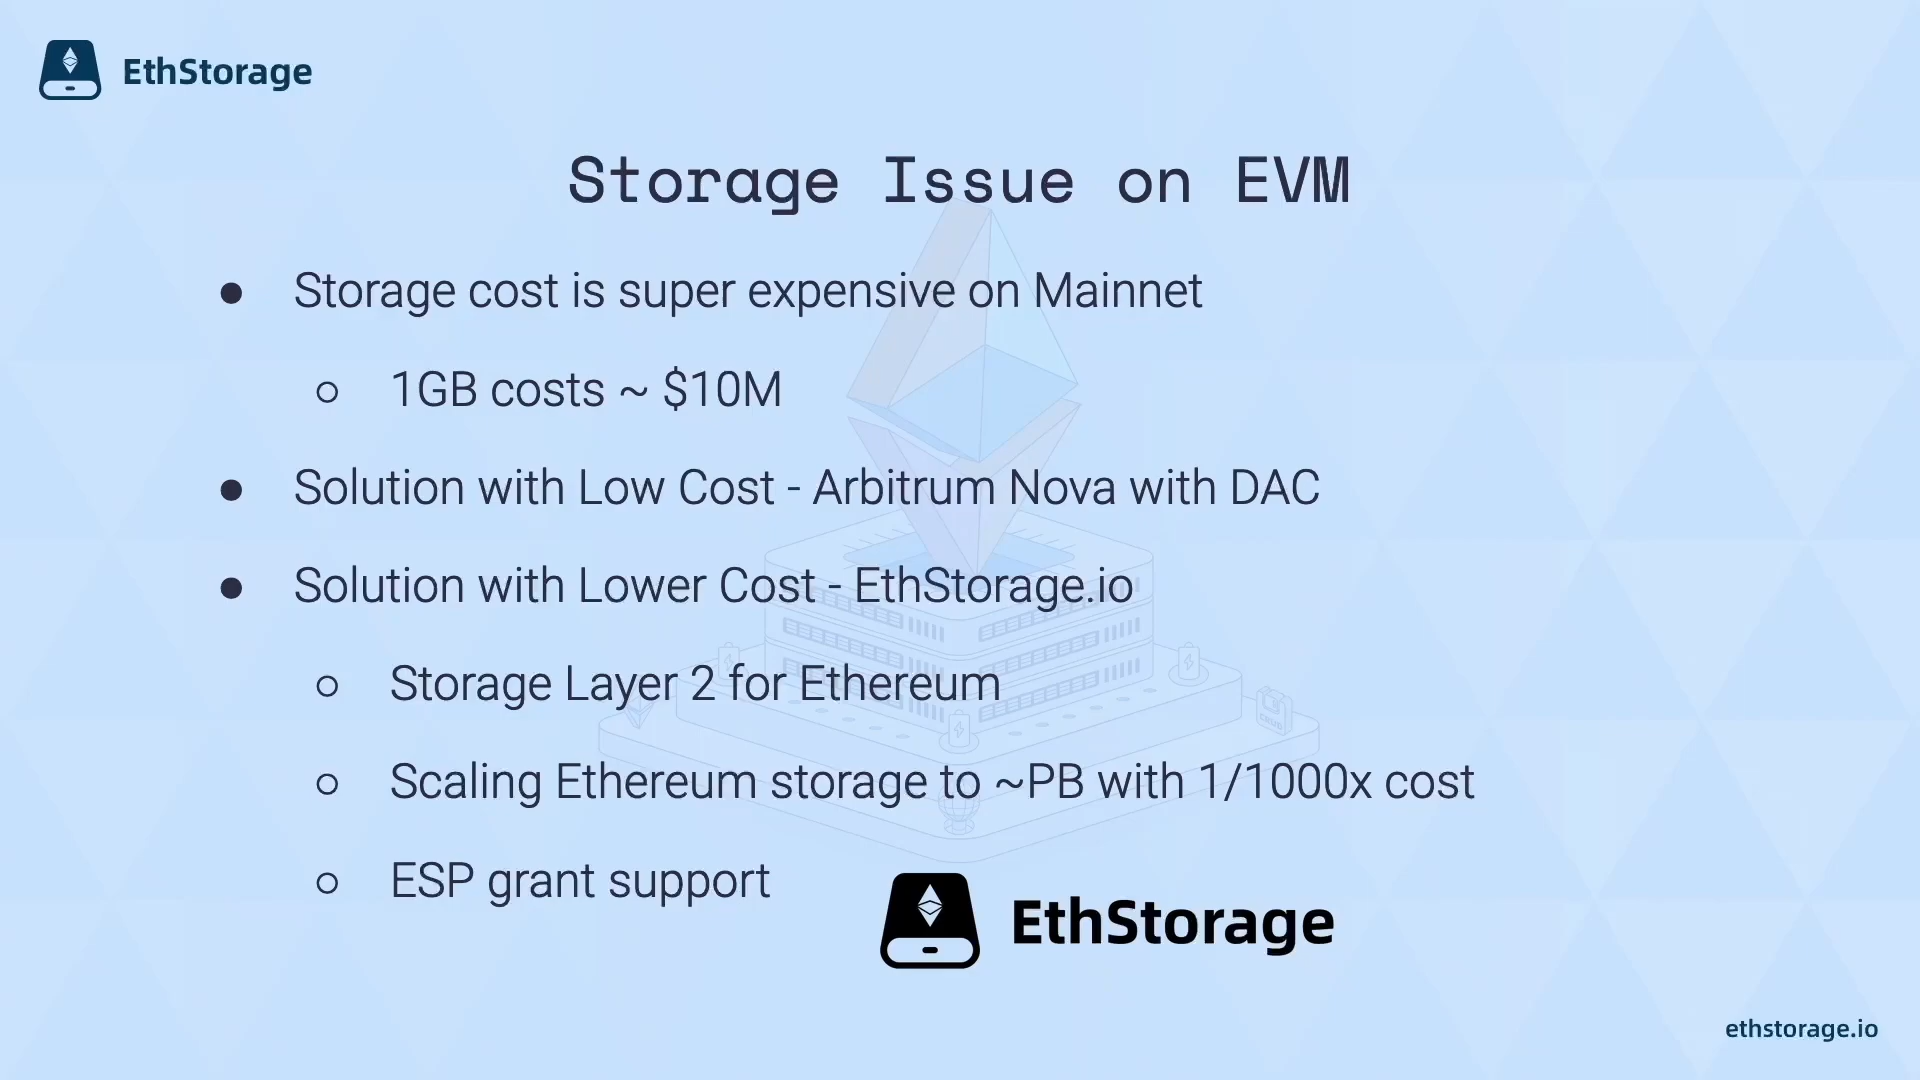 EthStorage
Storage Issue on EVM
● Storage cost is super expensive on Mainnet
○ 1GB costs ~ $10M
● Solution with Low Cost - Arbitrum Nova with DAC
● Solution with Lower Cost - EthStorage.io
○ Storage Layer 2 for Ethereum
○ Scaling Ethereum storage to ~PB with 1/1000x cost
○ ESP grant support
EthStorage
ethstorage.io